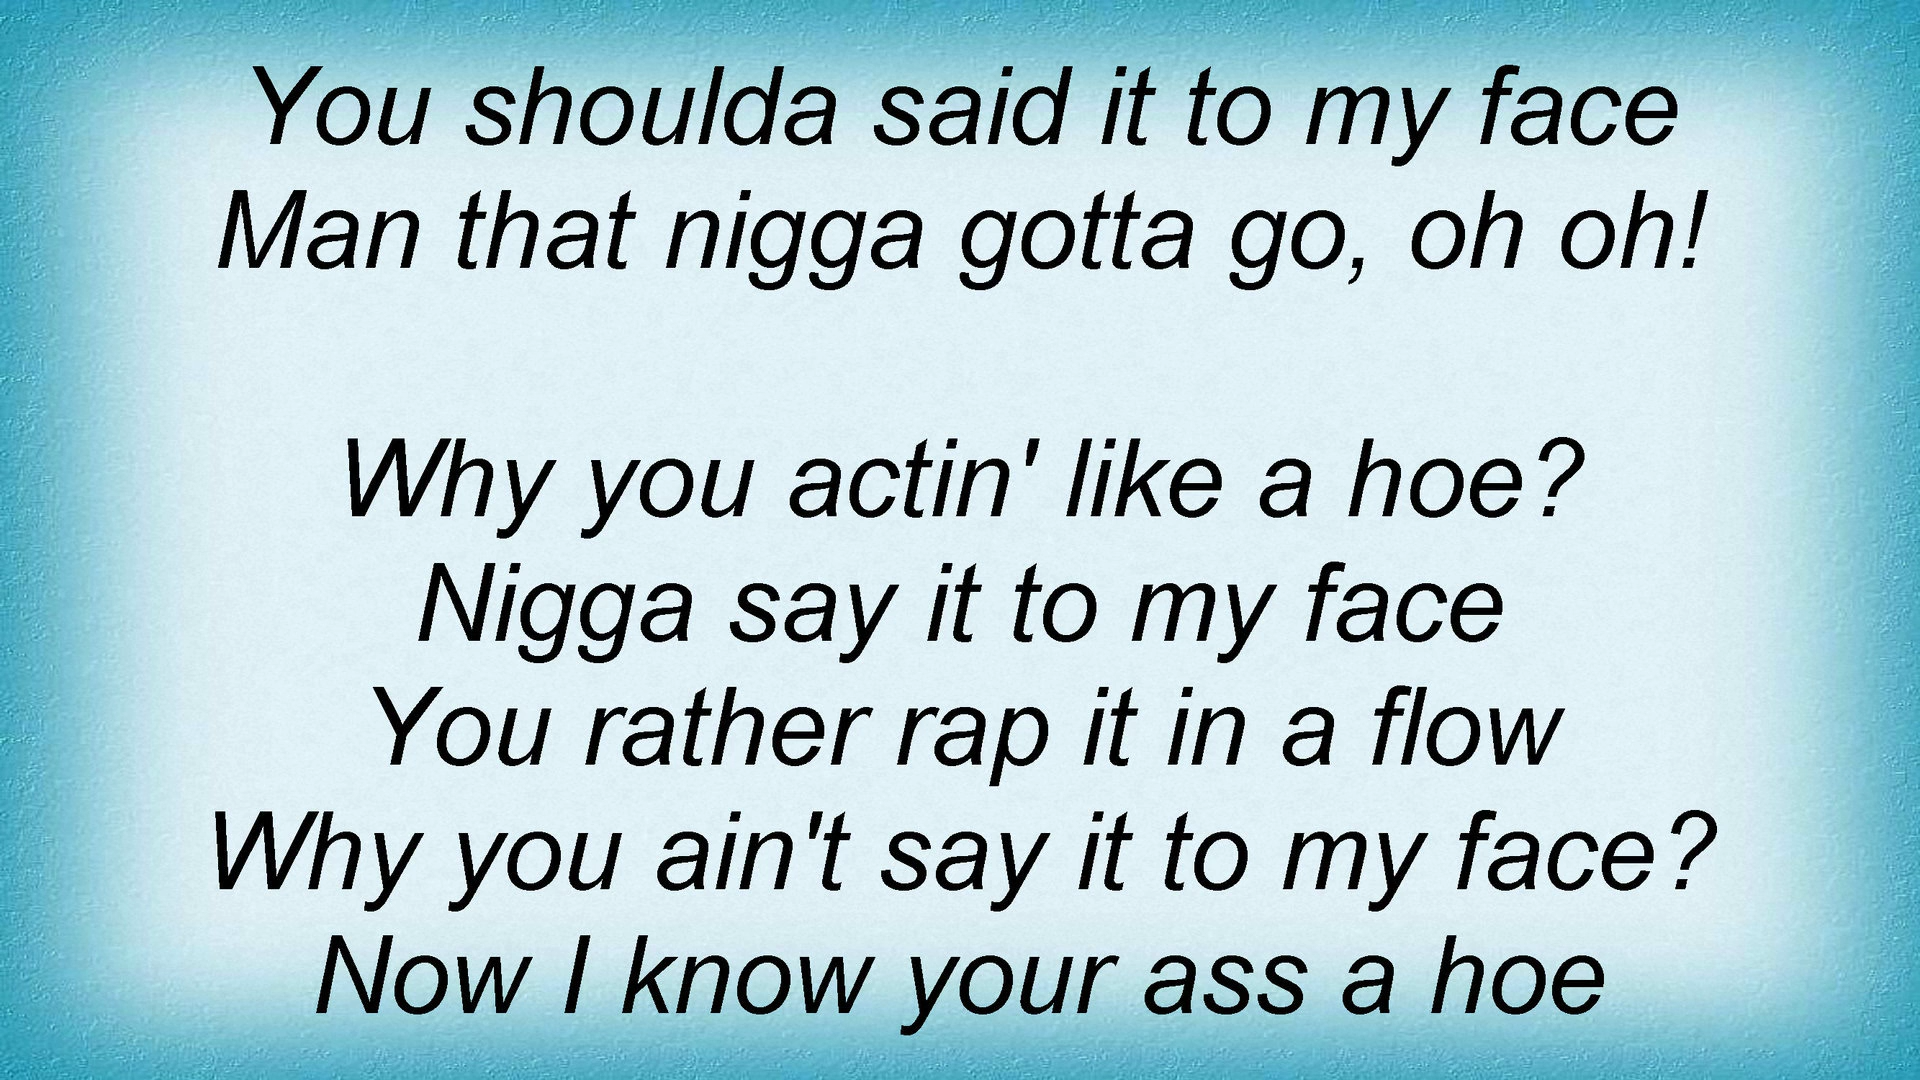 You shoulda said it to my face
Man that nigga gotta go, oh oh!
Why you actin' like a hoe?
Nigga say it to my face
You rather rap it in a flow
Why you ain't say it to my face?
Now I know your ass a hoe